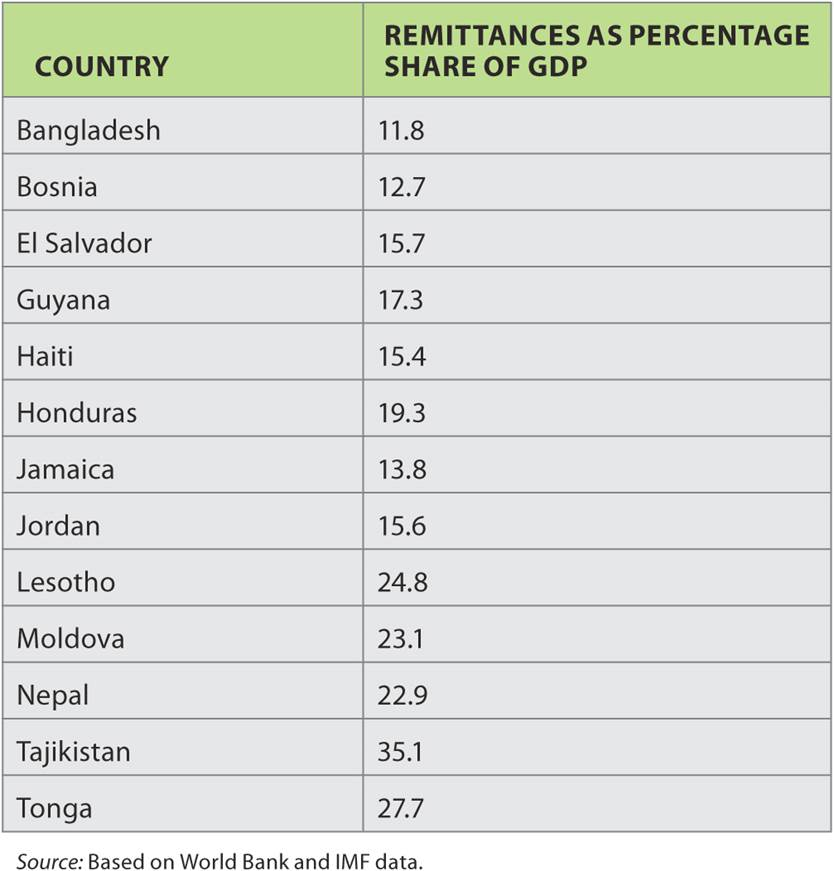 COUNTRY REMITTANCES AS PERCENTAGE SHARE OF GDP
Bangladesh 11.8
Bosnia 12.7
El Salvador 15.7
Guyana 17.3
Haiti 15.4
Honduras 19.3
Jamaica 13.8
Jordan 15.6
Lesotho 24.8
Moldova 23.1
Nepal 22.9
Tajikistan 35.1
Tonga 27.7
Source: Based on World Bank and IMF data.